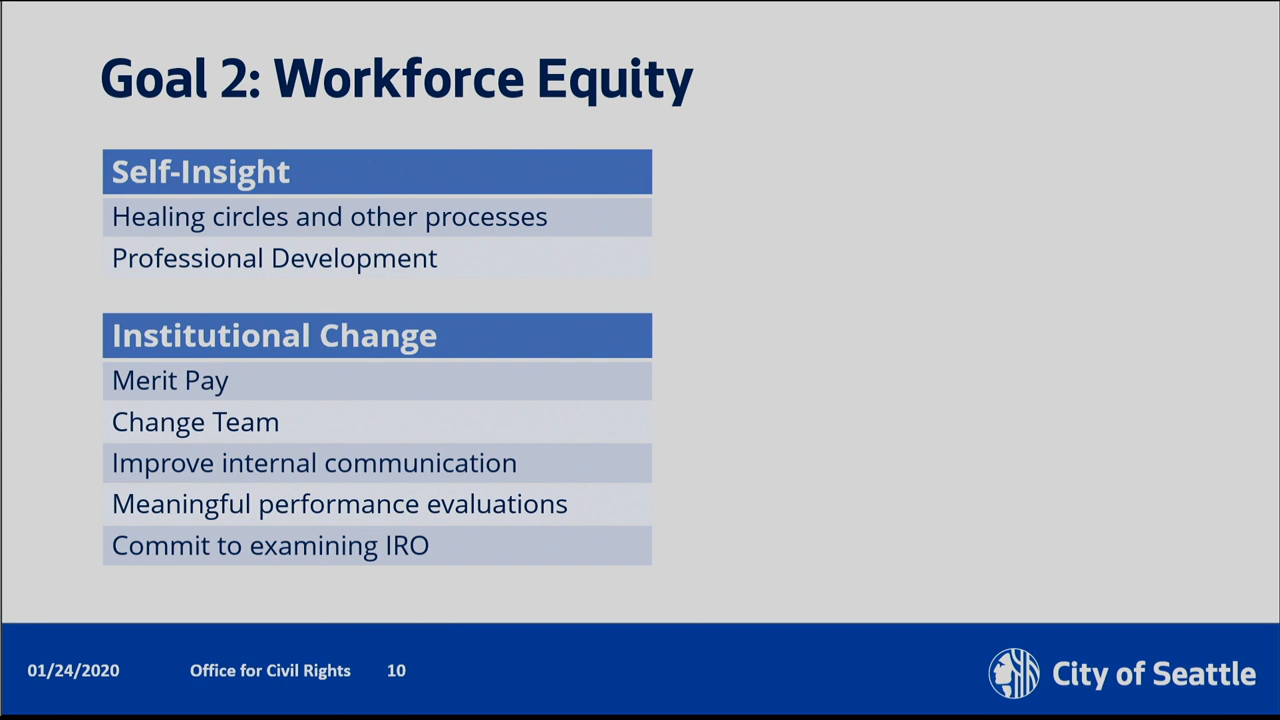 Goal 2: Workforce Equity
Self-Insight
Healing circles and other processes
Professional Development
Institutional Change
Merit Pay
Change Team
Improve internal communication
Meaningful performance evaluations
Commit to examining IRO
01/24/2020 Office for Civil Rights 10 City of Seattle